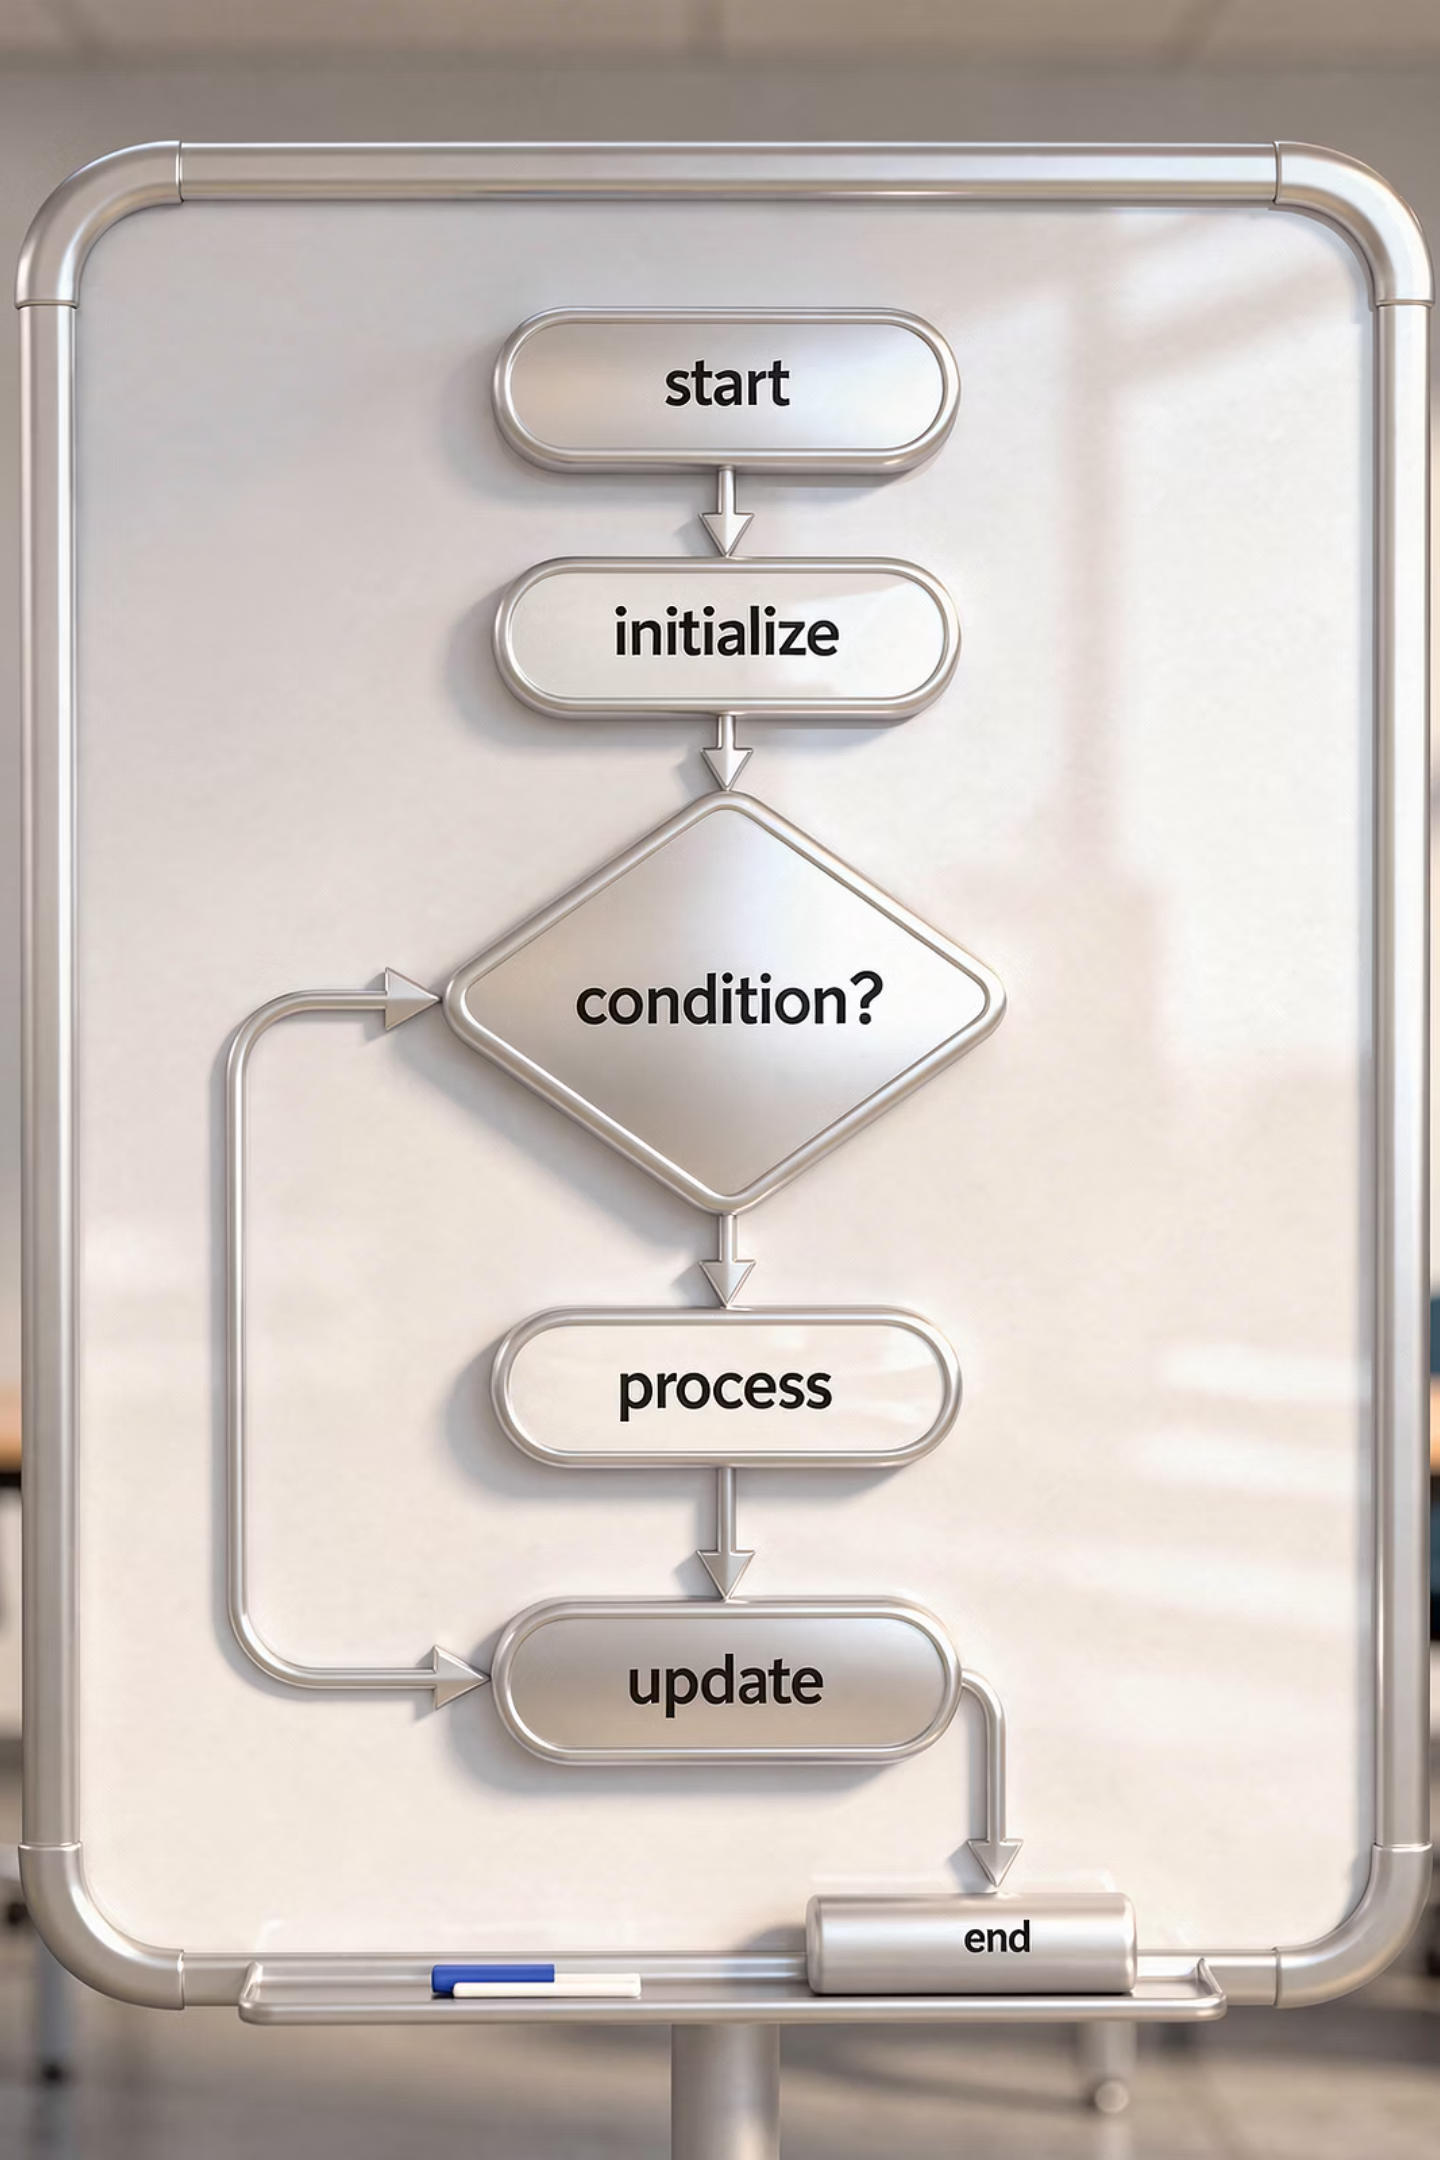 start
initialize
condition?
process
update
end